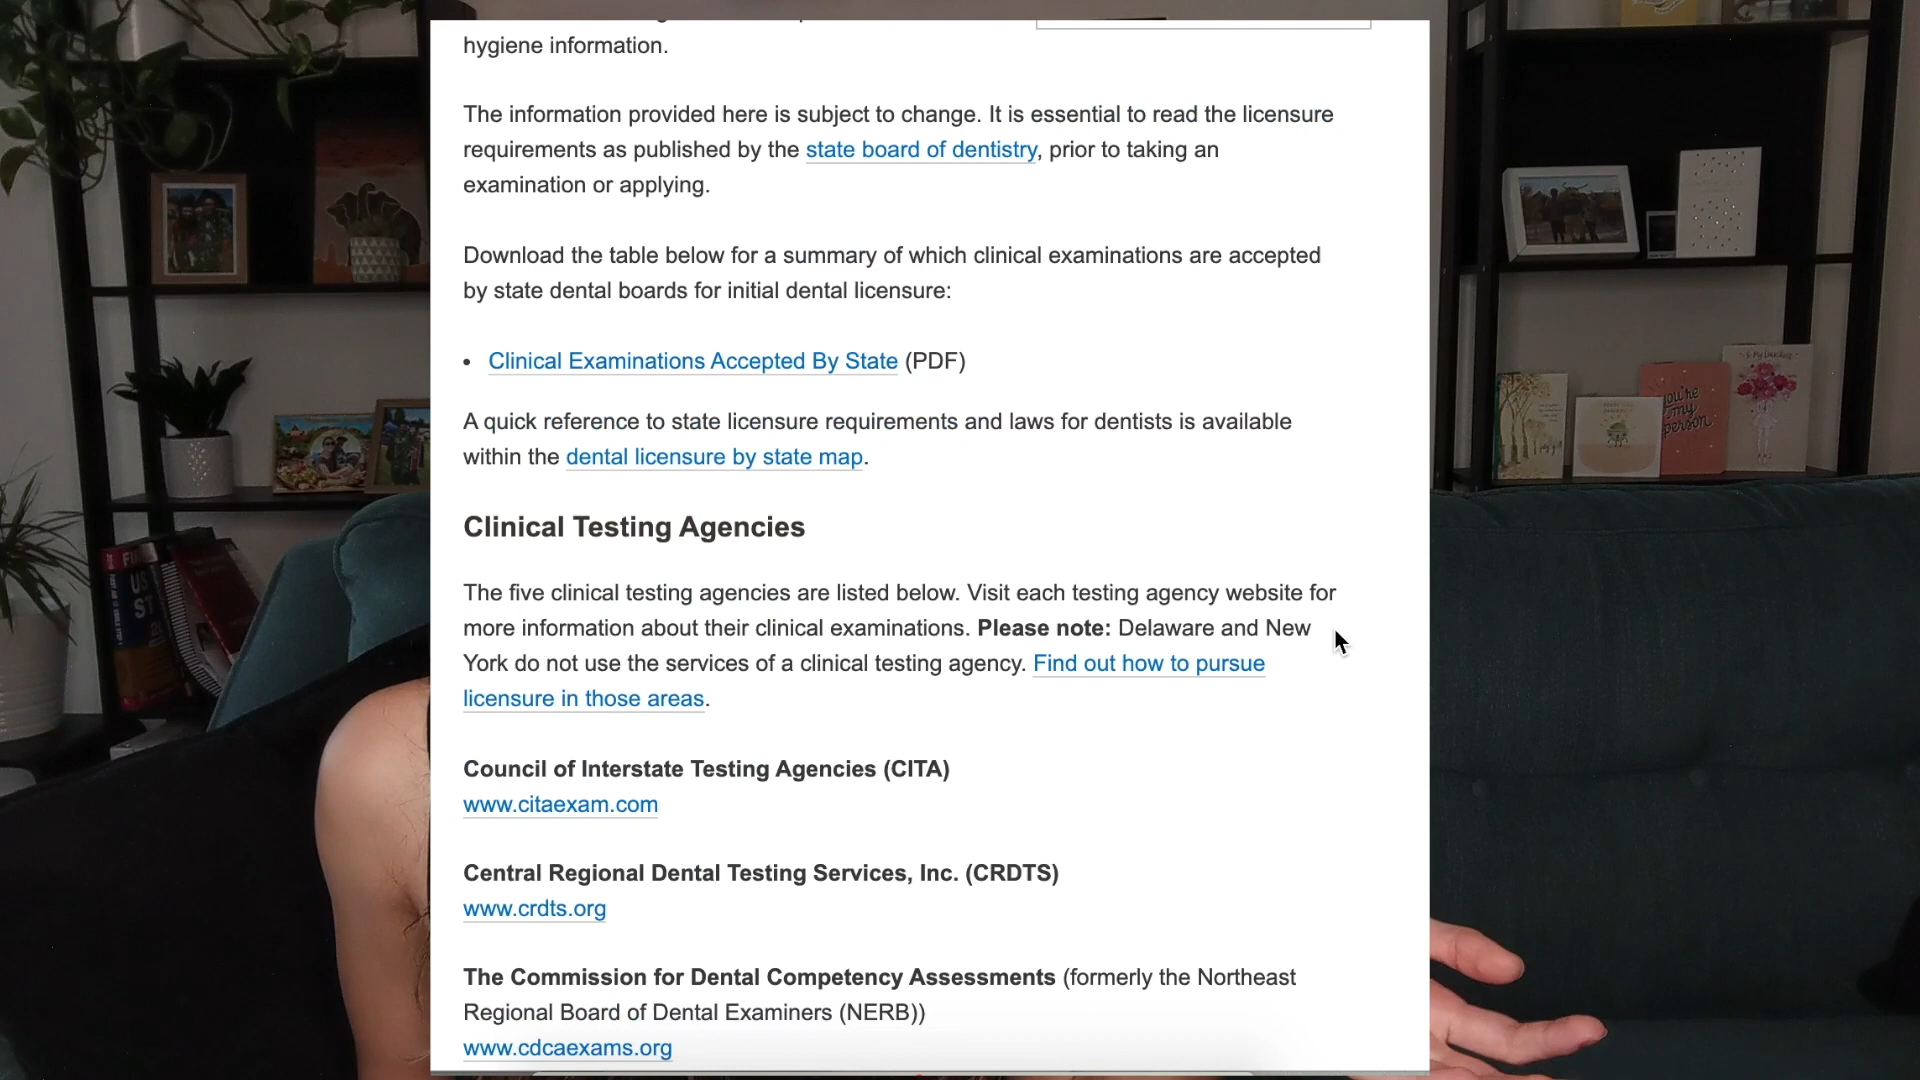 hygiene information.
The information provided here is subject to change. It is essential to read the licensure
requirements as published by the state board of dentistry, prior to taking an
examination or applying.
Download the table below for a summary of which clinical examinations are accepted
by state dental boards for initial dental licensure:
• Clinical Examinations Accepted By State (PDF)
A quick reference to state licensure requirements and laws for dentists is available
within the dental licensure by state map.
Clinical Testing Agencies
The five clinical testing agencies are listed below. Visit each testing agency website for
more information about their clinical examinations. Please note: Delaware and New
York do not use the services of a clinical testing agency. Find out how to pursue
licensure in those areas.
Council of Interstate Testing Agencies (CITA)
www.citaexam.com
Central Regional Dental Testing Services, Inc. (CRDTS)
www.crdts.org
The Commission for Dental Competency Assessments (formerly the Northeast
Regional Board of Dental Examiners (NERB))
www.cdcaexams.org
you're
my
person